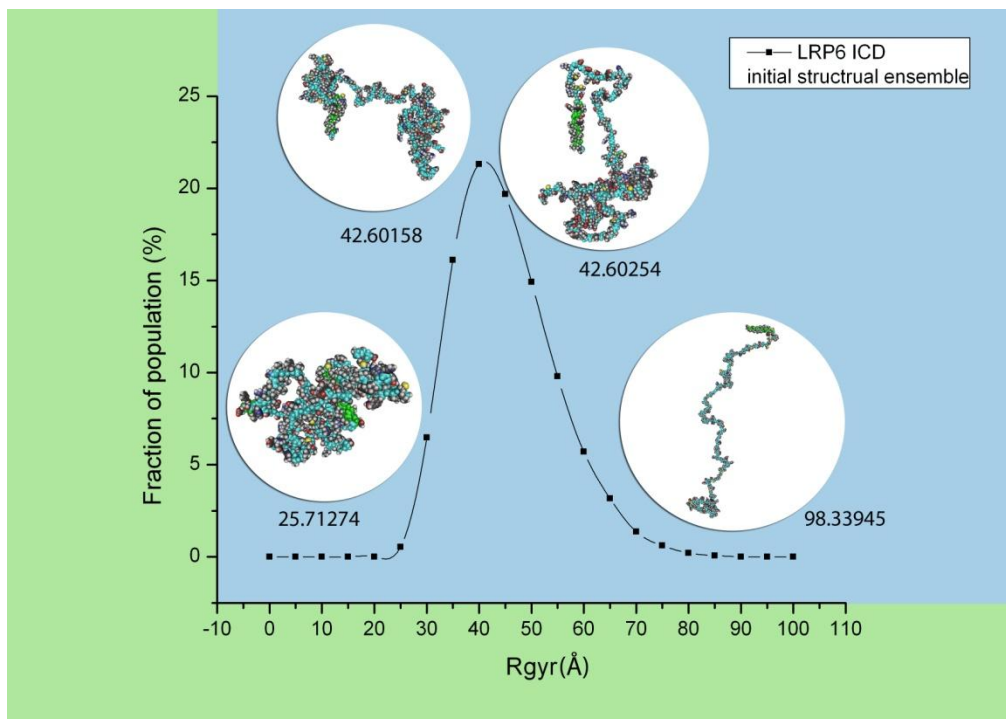 LRP6 ICD
initial structrual ensemble
42.60158
42.60254
25.71274
98.33945
Fraction of population (%)
25
20
15
10
5
0
-10 0 10 20 30 40 50 60 70 80 90 100 110
Rgyr(Å)